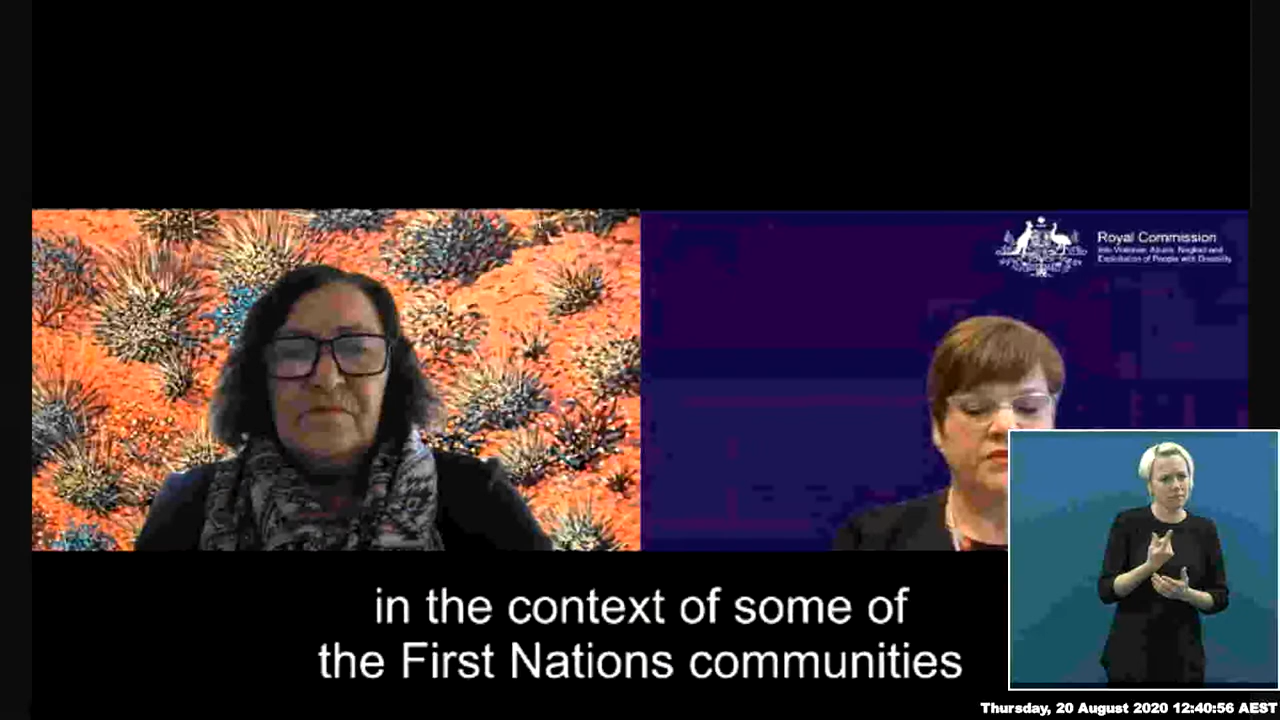 Royal Commission
into Violence, Abuse, Neglect and
Exploitation of People with Disability
in the context of some of
the First Nations communities
Thursday, 20 August 2020 12:40:56 AEST